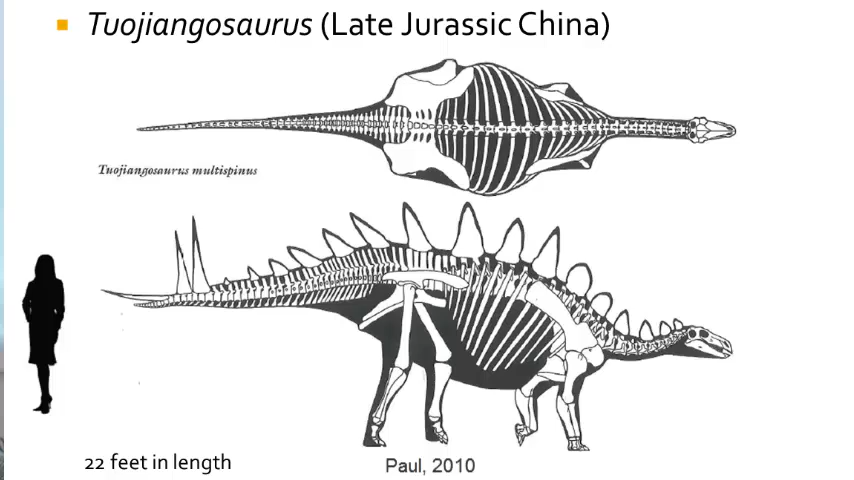 Tuojiangosaurus (Late Jurassic China)
Tuojiangosaurus multispinus
22 feet in length
Paul, 2010